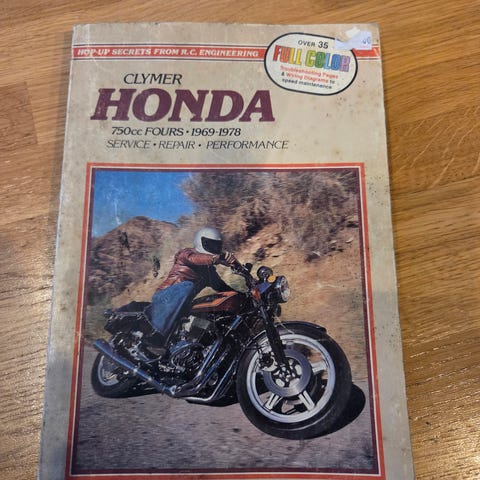 HOP-UP SECRETS FROM R.C. ENGINEERING
OVER 35
FULL COLOR
Troubleshooting Pages
& Wiring Diagrams to
speed maintenance
CLYMER
HONDA
750cc FOURS • 1969-1978
SERVICE • REPAIR • PERFORMANCE